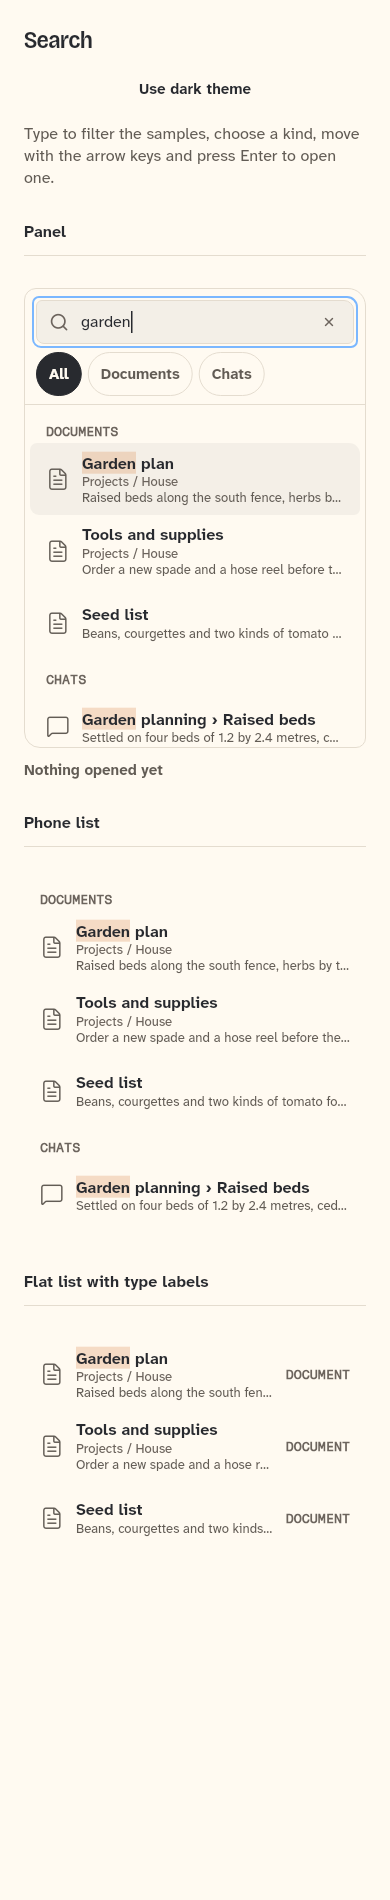 Search
Use dark theme
Type to filter the samples, choose a kind, move
with the arrow keys and press Enter to open
one.
Panel
garden
All
Documents
Chats
DOCUMENTS
Garden plan
Projects / House
Raised beds along the south fence, herbs b...
Tools and supplies
Projects / House
Order a new spade and a hose reel before t...
Seed list
Beans, courgettes and two kinds of tomato ...
CHATS
Garden planning › Raised beds
Settled on four beds of 1.2 by 2.4 metres, c...
Nothing opened yet
Phone list
DOCUMENTS
Garden plan
Projects / House
Raised beds along the south fence, herbs by t...
Tools and supplies
Projects / House
Order a new spade and a hose reel before the...
Seed list
Beans, courgettes and two kinds of tomato fo...
CHATS
Garden planning › Raised beds
Settled on four beds of 1.2 by 2.4 metres, ced...
Flat list with type labels
Garden plan
Projects / House
Raised beds along the south fen...
DOCUMENT
Tools and supplies
Projects / House
Order a new spade and a hose r...
DOCUMENT
Seed list
Beans, courgettes and two kinds...
DOCUMENT